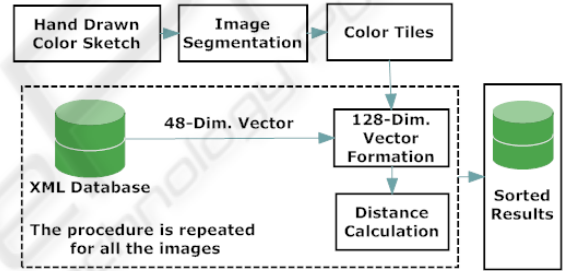 Hand Drawn
Color Sketch
Image
Segmentation
Color Tiles
48-Dim. Vector
128-Dim.
Vector
Formation
XML Database
Distance
Calculation
Sorted
Results
The procedure is repeated
for all the images